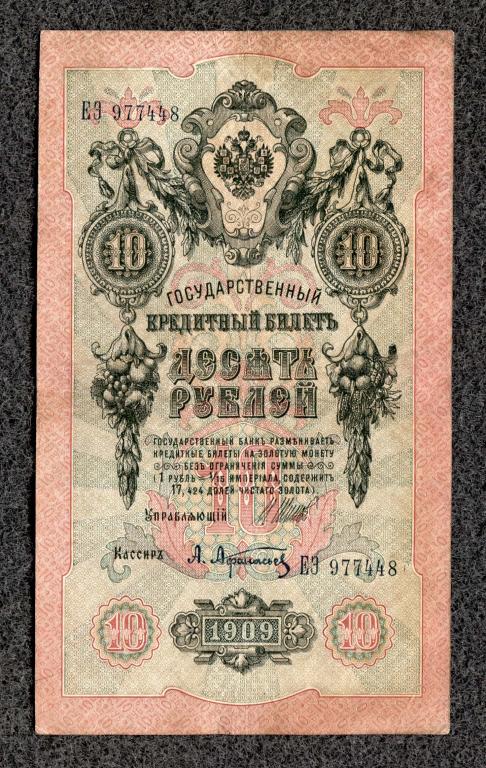 ЕЭ 977448
10 10
ГОСУДАРСТВЕННЫЙ
КРЕДИТНЫЙ БИЛЕТЪ
ДЕСЯТЬ
РУБЛЕЙ
ГОСУДАРСТВЕННЫЙ БАНКЪ РАЗМѢНИВАЕТЪ
КРЕДИТНЫЕ БИЛЕТЫ НА ЗОЛОТУЮ МОНЕТУ
БЕЗЪ ОГРАНИЧЕНІЯ СУММЫ
(1 РУБЛЬ = 1/15 ИМПЕРІАЛА, СОДЕРЖИТЪ
17,424 ДОЛЕЙ ЧИСТАГО ЗОЛОТА)
10
УПРАВЛЯЮЩІЙ
КАССИРЪ А. Афанасьев ЕЭ 977448
10 1909 10